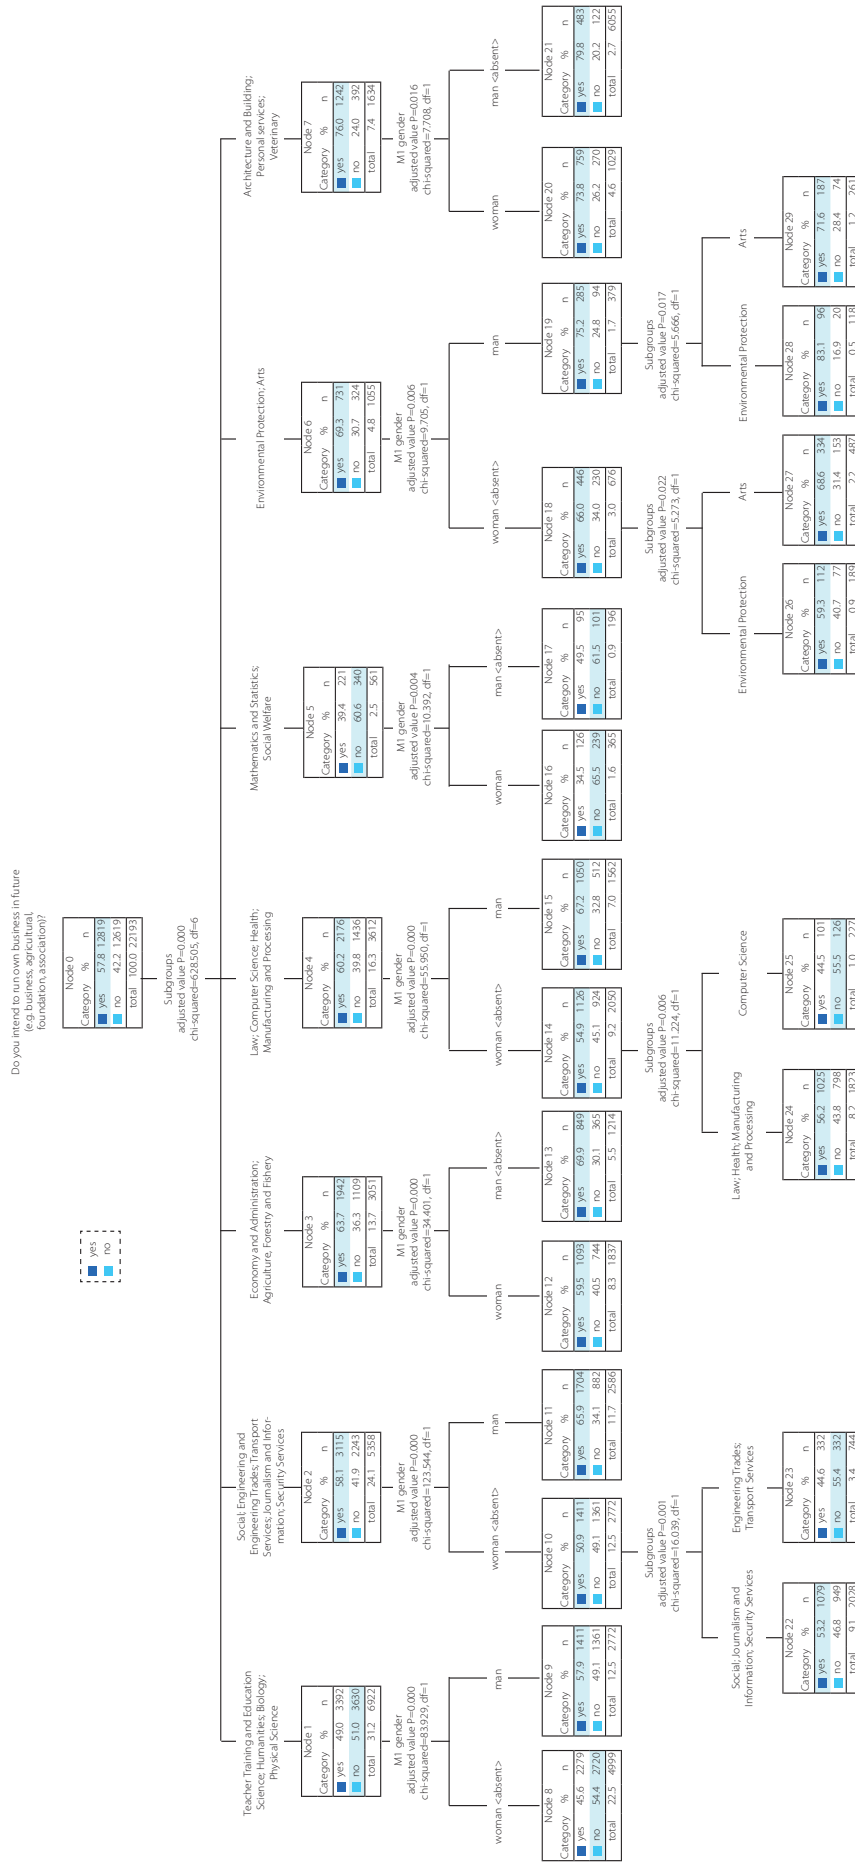 Do you intend to run own business in future
(e.g. business, agricultural,
foundation, association)?
yes
no
Node 0
Category % n
yes 57.8 12819
no 42.2 12619
total 100.0 22193
Subgroups
adjusted value P=0.000
chi-squared=628.505, df=6
Teacher Training and Education
Science; Humanities; Biology;
Physical Science
Node 1
Category % n
yes 49.0 3392
no 51.0 3630
total 31.2 6922
M1 gender
adjusted value P=0.000
chi-squared=83.929, df=1
Social; Engineering and
Engineering Trades; Transport
Services; Journalism and Infor-
mation; Security Services
Node 2
Category % n
yes 58.1 3115
no 41.9 2243
total 24.1 5358
M1 gender
adjusted value P=0.000
chi-squared=123.544, df=1
Economy and Administration;
Agriculture, Forestry and Fishery
Node 3
Category % n
yes 63.7 1942
no 36.3 1109
total 13.7 3051
M1 gender
adjusted value P=0.000
chi-squared=34.401, df=1
Law; Computer Science; Health;
Manufacturing and Processing
Node 4
Category % n
yes 60.2 2176
no 39.8 1436
total 16.3 3612
M1 gender
adjusted value P=0.000
chi-squared=55.950, df=1
Mathematics and Statistics;
Social Welfare
Node 5
Category % n
yes 39.4 221
no 60.6 340
total 2.5 561
M1 gender
adjusted value P=0.004
chi-squared=10.392, df=1
Environmental Protection; Arts
Node 6
Category % n
yes 69.3 731
no 30.7 324
total 4.8 1055
M1 gender
adjusted value P=0.006
chi-squared=9.705, df=1
Architecture and Building;
Personal services;
Veterinary
Node 7
Category % n
yes 76.0 1242
no 24.0 392
total 7.4 1634
M1 gender
adjusted value P=0.016
chi-squared=7.708, df=1
woman <absent>
Node 8
Category % n
yes 45.6 2279
no 54.4 2720
total 22.5 4999
man
Node 9
Category % n
yes 57.9 1411
no 49.1 1361
total 12.5 2772
woman <absent>
Node 10
Category % n
yes 50.9 1411
no 49.1 1361
total 12.5 2772
Subgroups
adjusted value P=0.001
chi-squared=16.039, df=1
man
Node 11
Category % n
yes 65.9 1704
no 34.1 882
total 11.7 2586
woman
Node 12
Category % n
yes 59.5 1093
no 40.5 744
total 8.3 1837
man <absent>
Node 13
Category % n
yes 69.9 849
no 30.1 365
total 5.5 1214
woman <absent>
Node 14
Category % n
yes 54.9 1126
no 45.1 924
total 9.2 2050
Subgroups
adjusted value P=0.006
chi-squared=11.224, df=1
man
Node 15
Category % n
yes 67.2 1050
no 32.8 512
total 7.0 1562
woman
Node 16
Category % n
yes 34.5 126
no 65.5 239
total 1.6 365
man <absent>
Node 17
Category % n
yes 49.5 95
no 61.5 101
total 0.9 196
woman <absent>
Node 18
Category % n
yes 66.0 446
no 34.0 230
total 3.0 676
Subgroups
adjusted value P=0.022
chi-squared=5.273, df=1
man
Node 19
Category % n
yes 75.2 285
no 24.8 94
total 1.7 379
Subgroups
adjusted value P=0.017
chi-squared=5.666, df=1
woman
Node 20
Category % n
yes 73.8 759
no 26.2 270
total 4.6 1029
man <absent>
Node 21
Category % n
yes 79.8 483
no 20.2 122
total 2.7 6055
Social; Journalism and
Information; Security Services
Node 22
Category % n
yes 53.2 1079
no 46.8 949
total 9.1 2028
Engineering Trades;
Transport Services
Node 23
Category % n
yes 44.6 332
no 55.4 332
total 3.4 744
Law; Health; Manufacturing
and Processing
Node 24
Category % n
yes 56.2 1025
no 43.8 798
total 8.2 1823
Computer Science
Node 25
Category % n
yes 44.5 101
no 55.5 126
total 1.0 227
Environmental Protection
Node 26
Category % n
yes 59.3 112
no 40.7 77
total 0.9 189
Arts
Node 27
Category % n
yes 68.6 334
no 31.4 153
total 2.2 487
Environmental Protection
Node 28
Category % n
yes 83.1 96
no 16.9 20
total 0.5 118
Arts
Node 29
Category % n
yes 71.6 187
no 28.4 74
total 1.2 261